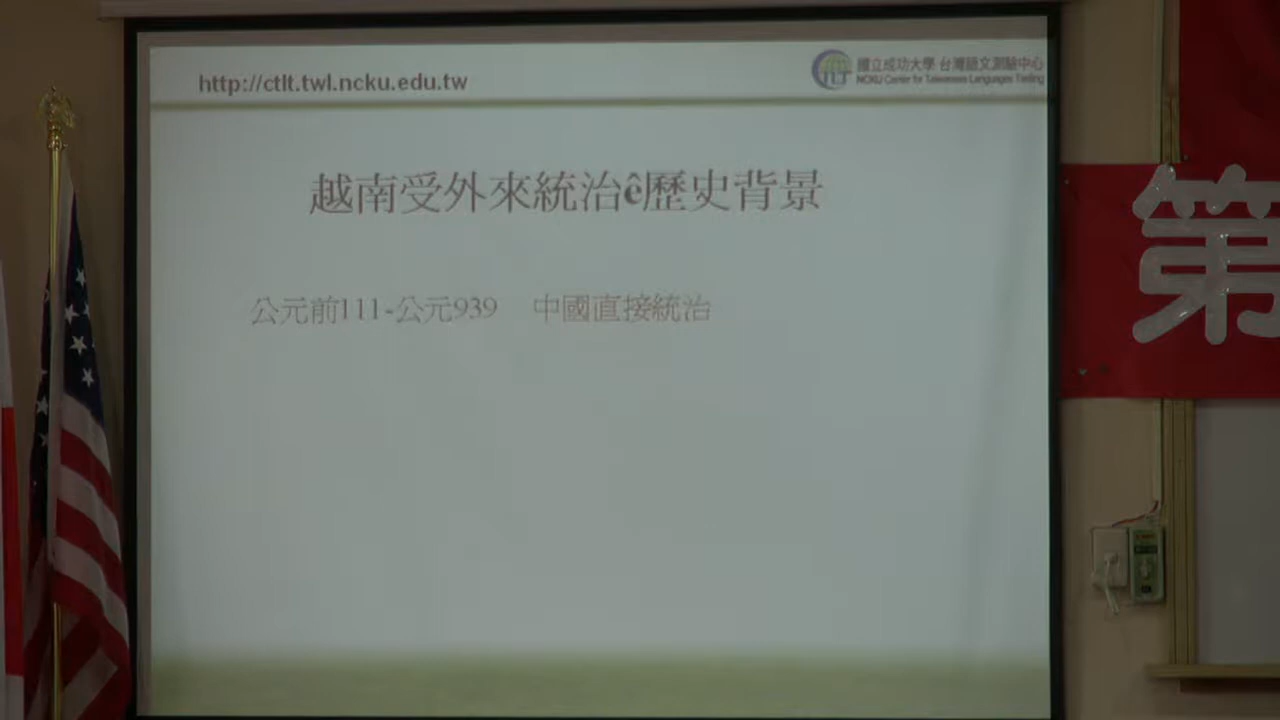 http://ctlt.twl.ncku.edu.tw
國立成功大學 台灣語文測驗中心
NCKU Center for Taiwanese Languages Testing
越南受外來統治ê歷史背景
公元前111-公元939 中國直接統治
第